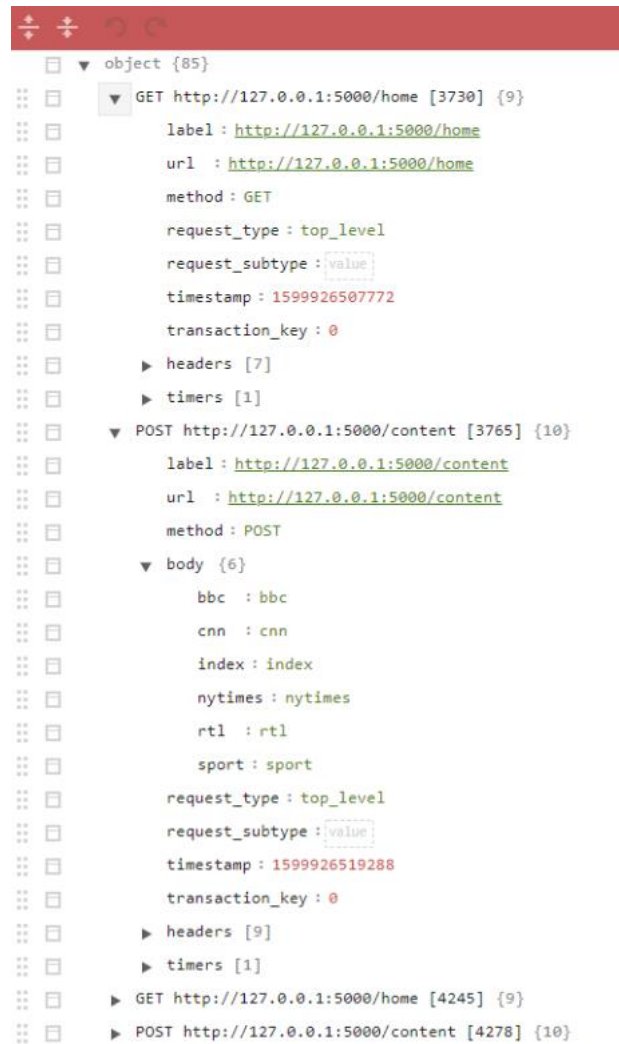 object {85}
GET http://127.0.0.1:5000/home [3730] {9}
label : http://127.0.0.1:5000/home
url : http://127.0.0.1:5000/home
method : GET
request_type : top_level
request_subtype : value
timestamp : 1599926507772
transaction_key : 0
headers [7]
timers [1]
POST http://127.0.0.1:5000/content [3765] {10}
label : http://127.0.0.1:5000/content
url : http://127.0.0.1:5000/content
method : POST
body {6}
bbc : bbc
cnn : cnn
index : index
nytimes : nytimes
rtl : rtl
sport : sport
request_type : top_level
request_subtype : value
timestamp : 1599926519288
transaction_key : 0
headers [9]
timers [1]
GET http://127.0.0.1:5000/home [4245] {9}
POST http://127.0.0.1:5000/content [4278] {10}